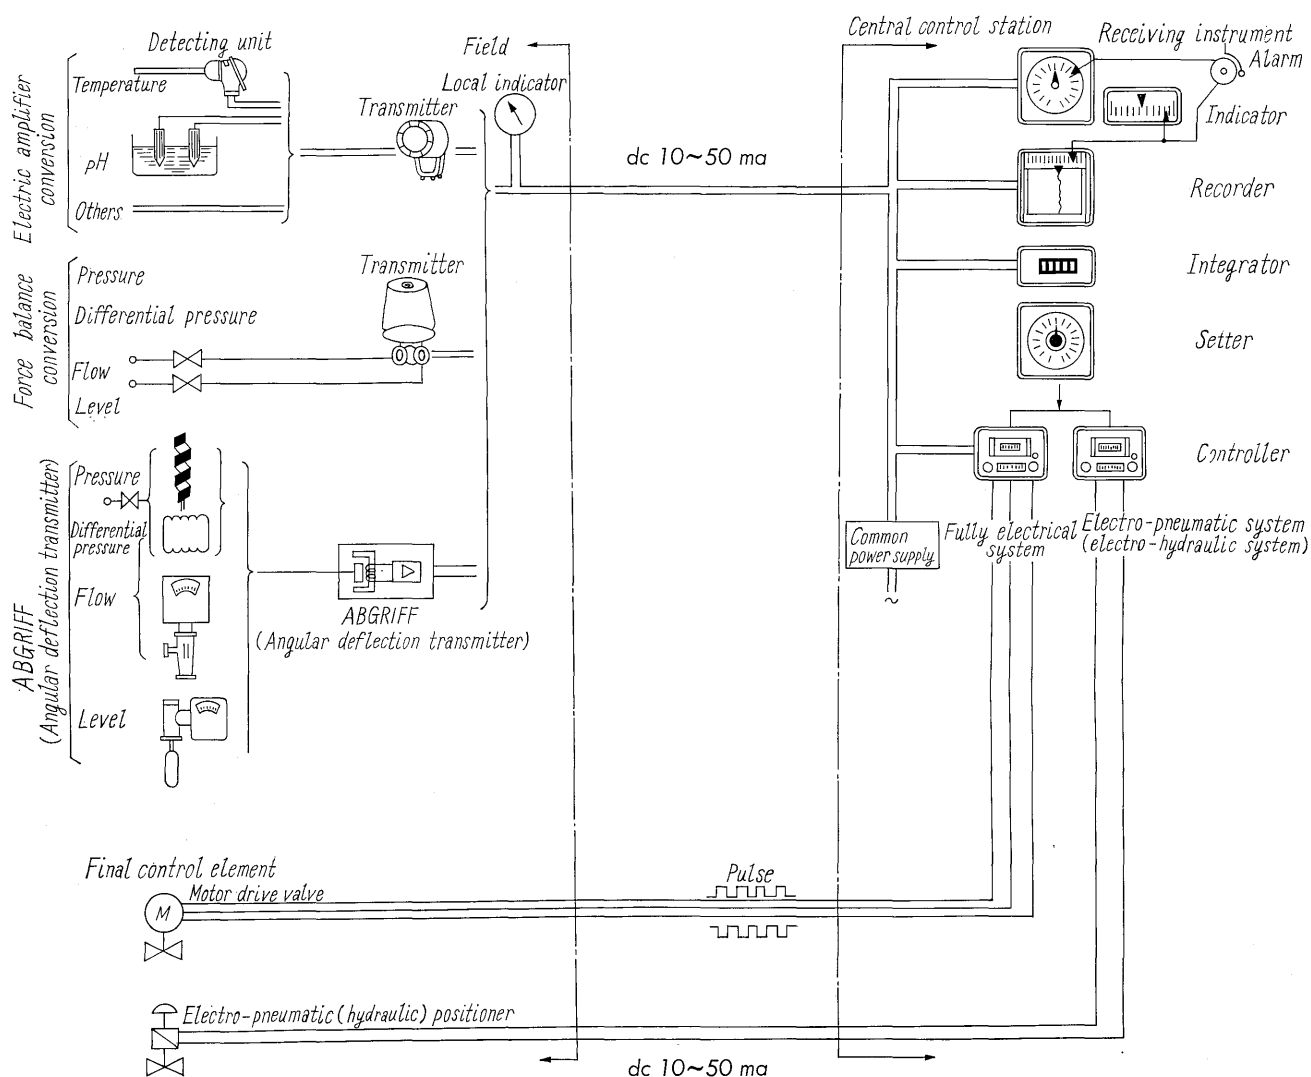 Detecting unit
Field
Central control station
Receiving instrument
Alarm
Electric amplifier
conversion
Temperature
pH
Others
Transmitter
Local indicator
dc 10~50 ma
Indicator
Recorder
Integrator
Setter
Controller
Force balance
conversion
Pressure
Differential pressure
Flow
Level
Transmitter
ABGRIFF
(Angular deflection transmitter)
Pressure
Differential
pressure
Flow
Level
ABGRIFF
(Angular deflection transmitter)
Common
power supply
Fully electrical
system
Electro-pneumatic system
(electro-hydraulic system)
Final control element
Motor drive valve
M
Pulse
Electro-pneumatic (hydraulic) positioner
dc 10~50 ma